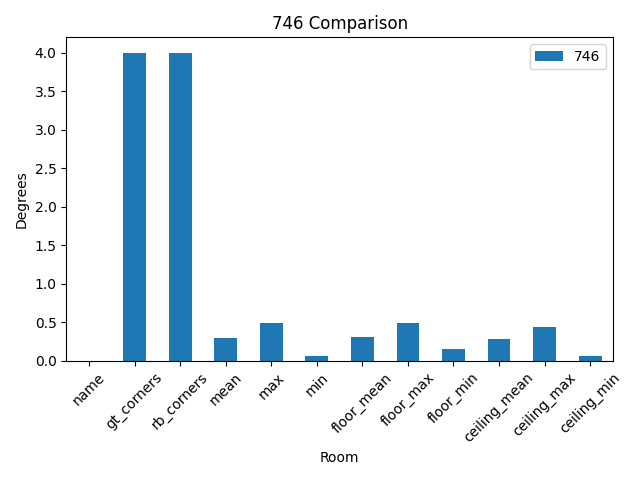 746 Comparison
746
Degrees
4.0
3.5
3.0
2.5
2.0
1.5
1.0
0.5
0.0
name
gt_corners
rb_corners
mean
max
min
floor_mean
floor_max
floor_min
ceiling_mean
ceiling_max
ceiling_min
Room